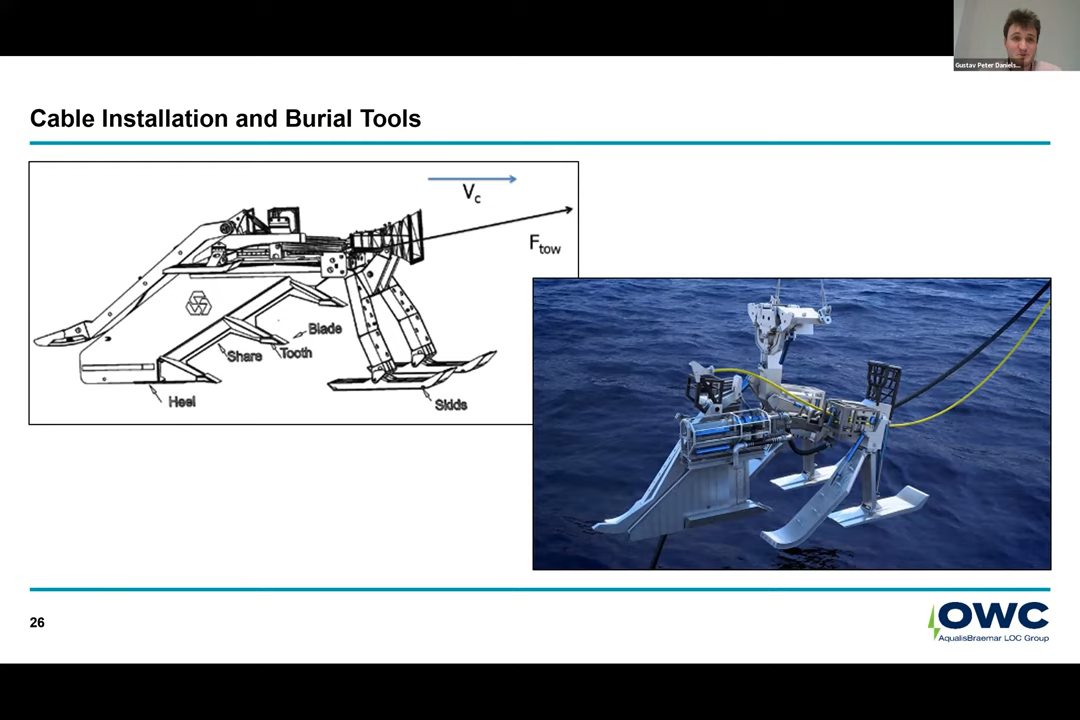 Gustav Peter Daniels...
Cable Installation and Burial Tools
Vc
Ftow
Blade
Share
Tooth
Heel
Skids
26
OWC
AqualisBraemar LOC Group